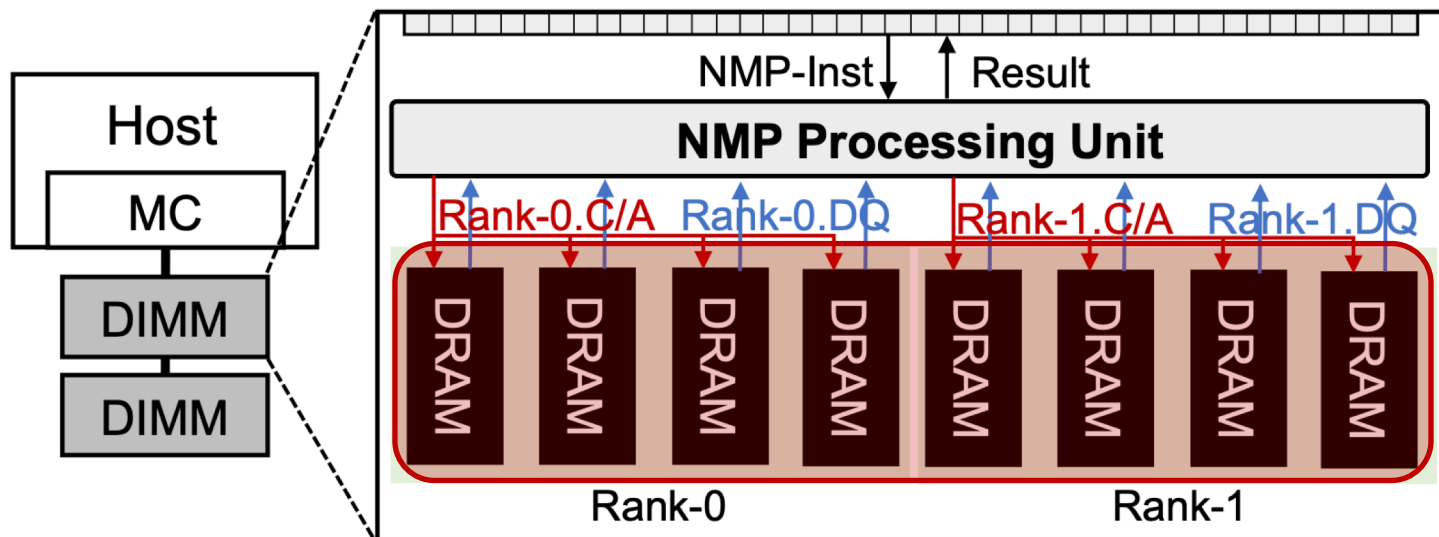 Host
MC
DIMM
DIMM
NMP-Inst Result
NMP Processing Unit
Rank-0.C/A Rank-0.DQ Rank-1.C/A Rank-1.DQ
DRAM DRAM DRAM DRAM DRAM DRAM DRAM DRAM
Rank-0 Rank-1